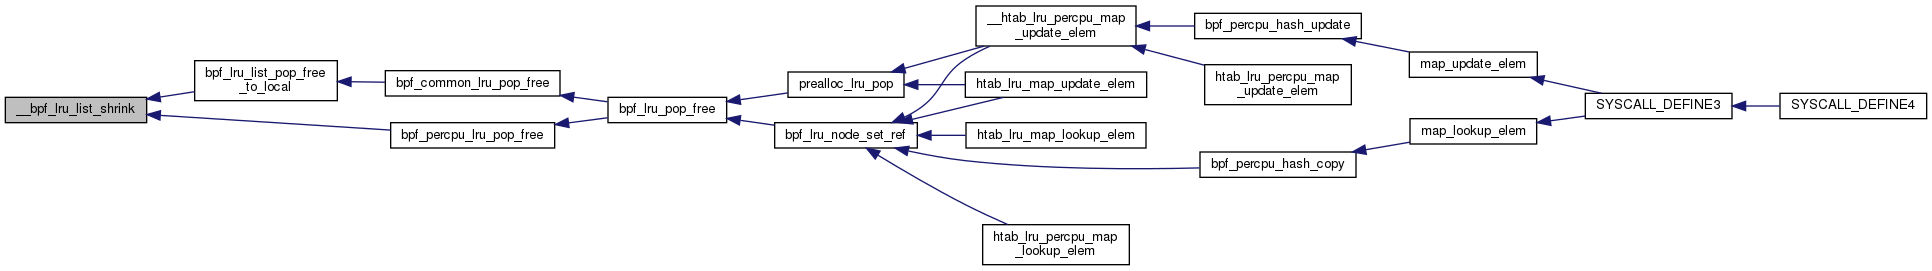 __bpf_lru_list_shrink
bpf_lru_list_pop_free
_to_local
bpf_percpu_lru_pop_free
bpf_common_lru_pop_free
bpf_lru_pop_free
prealloc_lru_pop
bpf_lru_node_set_ref
__htab_lru_percpu_map
_update_elem
htab_lru_map_update_elem
htab_lru_map_lookup_elem
htab_lru_percpu_map
_lookup_elem
bpf_percpu_hash_update
htab_lru_percpu_map
_update_elem
bpf_percpu_hash_copy
map_update_elem
map_lookup_elem
SYSCALL_DEFINE3
SYSCALL_DEFINE4